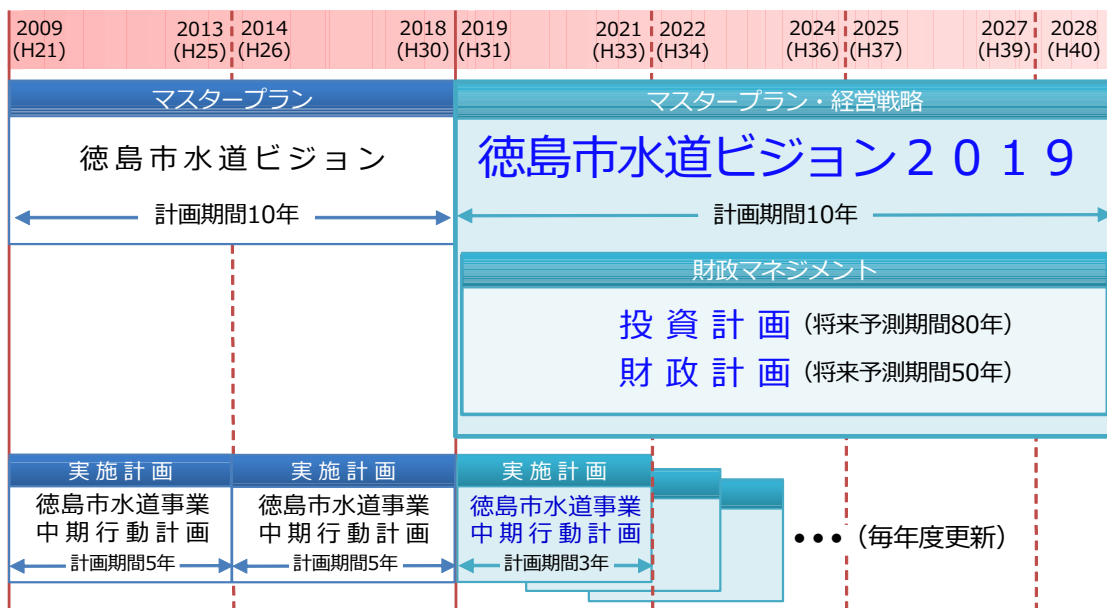 2009 2013 2014 2018 2019 2021 2022 2024 2025 2027 2028
(H21) (H25) (H26) (H30) (H31) (H33) (H34) (H36) (H37) (H39) (H40)
マスタープラン
徳島市水道ビジョン
計画期間10年
マスタープラン・経営戦略
徳島市水道ビジョン２０１９
計画期間10年
財政マネジメント
投資計画（将来予測期間80年）
財政計画（将来予測期間50年）
実施計画
徳島市水道事業
中期行動計画
計画期間5年
実施計画
徳島市水道事業
中期行動計画
計画期間5年
実施計画
徳島市水道事業
中期行動計画
計画期間3年
●●●（毎年度更新）